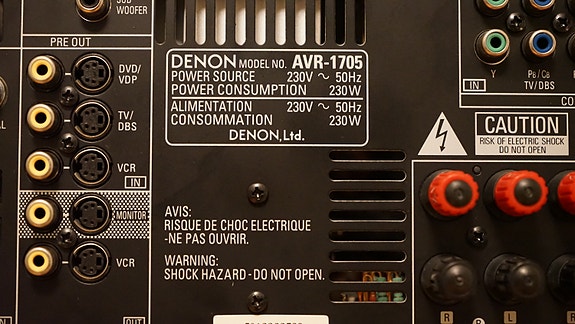 SUB
WOOFER
PRE OUT
DVD/
VDP
TV/
DBS
VCR
IN
MONITOR
VCR
OUT
DENON MODEL NO. AVR-1705
POWER SOURCE 230V ~ 50Hz
POWER CONSUMPTION 230W
ALIMENTATION 230V ~ 50Hz
CONSOMMATION 230W
DENON, Ltd.
AVIS:
RISQUE DE CHOC ELECTRIQUE
-NE PAS OUVRIR.
WARNING:
SHOCK HAZARD - DO NOT OPEN.
Y PB/CB
IN TV/DBS
CAUTION
RISK OF ELECTRIC SHOCK
DO NOT OPEN
R L R